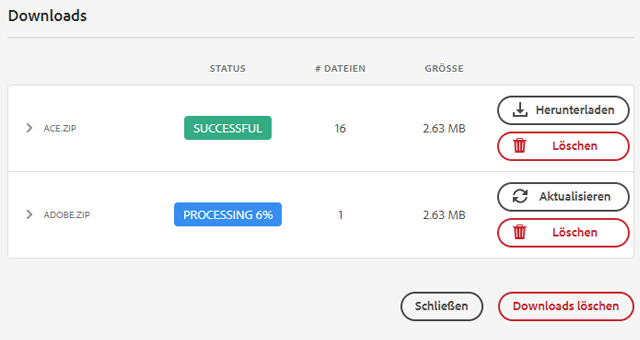 Downloads
STATUS # DATEIEN GRÖSSE
ACE.ZIP SUCCESSFUL 16 2.63 MB Herunterladen
Löschen
ADOBE.ZIP PROCESSING 6% 1 2.63 MB Aktualisieren
Löschen
Schließen Downloads löschen